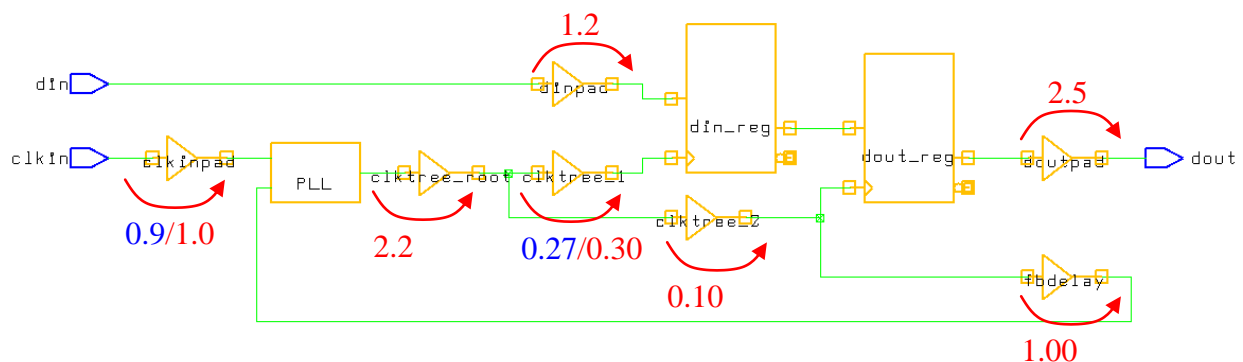 1.2
din
dinpad
din_reg
2.5
clkin
clkinpad
PLL
clktree_root
clktree_1
dout_reg
doutpad
dout
0.9/1.0
2.2
0.27/0.30
clktree_2
0.10
fbdelay
1.00